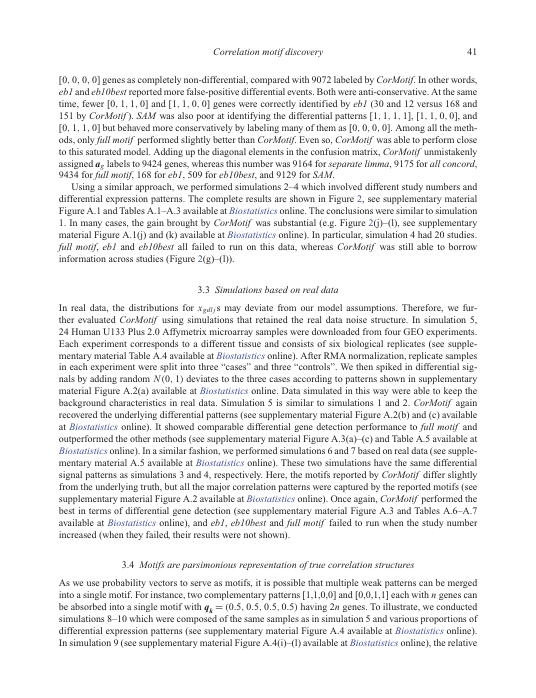 Correlation motif discovery 41
[0, 0, 0, 0] genes as completely non-differential, compared with 9072 labeled by CorMotif. In other words,
eb1 and eb10best reported more false-positive differential events. Both were anti-conservative. At the same
time, fewer [0, 1, 1, 0] and [1, 1, 0, 0] genes were correctly identified by eb1 (30 and 12 versus 168 and
151 by CorMotif). SAM was also poor at identifying the differential patterns [1, 1, 1, 1], [1, 1, 0, 0], and
[0, 1, 1, 0] but behaved more conservatively by labeling many of them as [0, 0, 0, 0]. Among all the meth-
ods, only full motif performed slightly better than CorMotif. Even so, CorMotif was able to perform close
to this saturated model. Adding up the diagonal elements in the confusion matrix, CorMotif unmistakenly
assigned a_g labels to 9424 genes, whereas this number was 9164 for separate limma, 9175 for all concord,
9434 for full motif, 168 for eb1, 509 for eb10best, and 9129 for SAM.
Using a similar approach, we performed simulations 2–4 which involved different study numbers and
differential expression patterns. The complete results are shown in Figure 2, see supplementary material
Figure A.1 and Tables A.1–A.3 available at Biostatistics online. The conclusions were similar to simulation
1. In many cases, the gain brought by CorMotif was substantial (e.g. Figure 2(j)–(l), see supplementary
material Figure A.1(j) and (k) available at Biostatistics online). In particular, simulation 4 had 20 studies.
full motif, eb1 and eb10best all failed to run on this data, whereas CorMotif was still able to borrow
information across studies (Figure 2(g)–(l)).
3.3 Simulations based on real data
In real data, the distributions for x_gdljs may deviate from our model assumptions. Therefore, we fur-
ther evaluated CorMotif using simulations that retained the real data noise structure. In simulation 5,
24 Human U133 Plus 2.0 Affymetrix microarray samples were downloaded from four GEO experiments.
Each experiment corresponds to a different tissue and consists of six biological replicates (see supple-
mentary material Table A.4 available at Biostatistics online). After RMA normalization, replicate samples
in each experiment were split into three “cases” and three “controls”. We then spiked in differential sig-
nals by adding random N(0, 1) deviates to the three cases according to patterns shown in supplementary
material Figure A.2(a) available at Biostatistics online. Data simulated in this way were able to keep the
background characteristics in real data. Simulation 5 is similar to simulations 1 and 2. CorMotif again
recovered the underlying differential patterns (see supplementary material Figure A.2(b) and (c) available
at Biostatistics online). It showed comparable differential gene detection performance to full motif and
outperformed the other methods (see supplementary material Figure A.3(a)–(c) and Table A.5 available at
Biostatistics online). In a similar fashion, we performed simulations 6 and 7 based on real data (see supple-
mentary material A.5 available at Biostatistics online). These two simulations have the same differential
signal patterns as simulations 3 and 4, respectively. Here, the motifs reported by CorMotif differ slightly
from the underlying truth, but all the major correlation patterns were captured by the reported motifs (see
supplementary material Figure A.2 available at Biostatistics online). Once again, CorMotif performed the
best in terms of differential gene detection (see supplementary material Figure A.3 and Tables A.6–A.7
available at Biostatistics online), and eb1, eb10best and full motif failed to run when the study number
increased (when they failed, their results were not shown).
3.4 Motifs are parsimonious representation of true correlation structures
As we use probability vectors to serve as motifs, it is possible that multiple weak patterns can be merged
into a single motif. For instance, two complementary patterns [1,1,0,0] and [0,0,1,1] each with n genes can
be absorbed into a single motif with q_k = (0.5, 0.5, 0.5, 0.5) having 2n genes. To illustrate, we conducted
simulations 8–10 which were composed of the same samples as in simulation 5 and various proportions of
differential expression patterns (see supplementary material Figure A.4 available at Biostatistics online).
In simulation 9 (see supplementary material Figure A.4(i)–(l) available at Biostatistics online), the relative